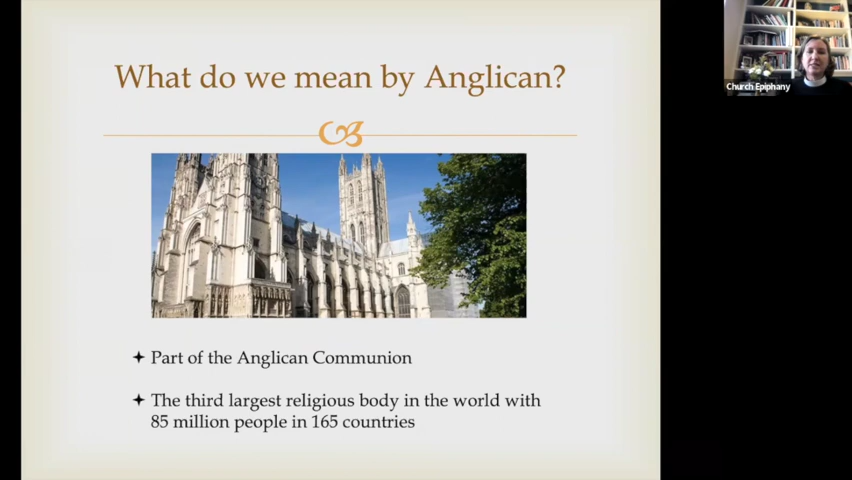 What do we mean by Anglican?
Church Epiphany
Part of the Anglican Communion
The third largest religious body in the world with
85 million people in 165 countries